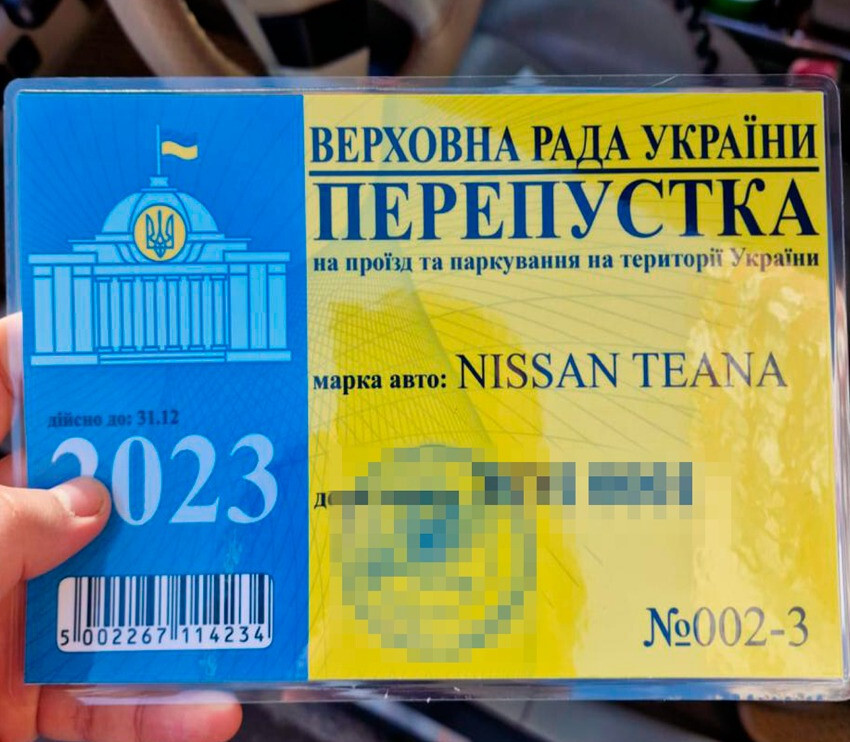 ВЕРХОВНА РАДА УКРАЇНИ
ПЕРЕПУСТКА
на проїзд та паркування на території України
марка авто: NISSAN TEANA
дійсно до: 31.12
2023
5 002267 114234
№002-3